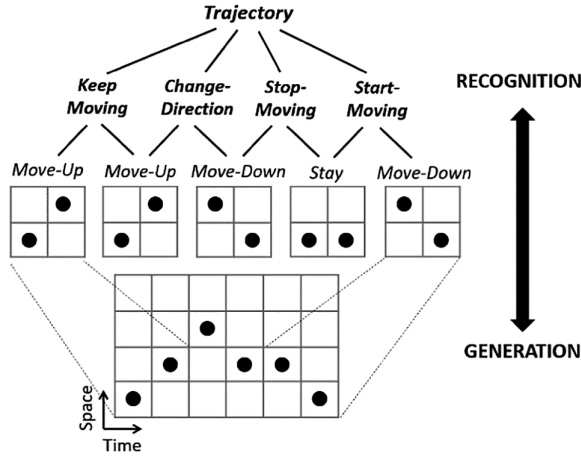 Trajectory
Keep Moving
Change-Direction
Stop-Moving
Start-Moving
RECOGNITION
Move-Up
Move-Up
Move-Down
Stay
Move-Down
GENERATION
Space
Time